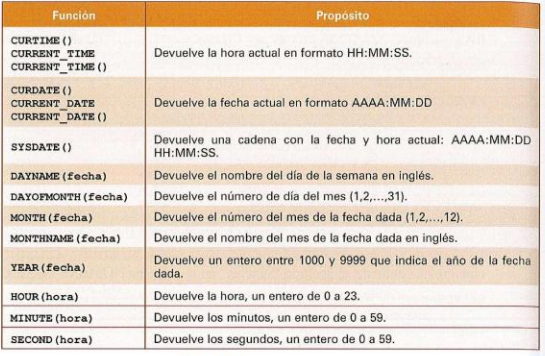 Función Propósito
CURTIME()
CURRENT_TIME
CURRENT_TIME()
Devuelve la hora actual en formato HH:MM:SS.
CURDATE()
CURRENT_DATE
CURRENT_DATE()
Devuelve la fecha actual en formato AAAA:MM:DD
SYSDATE()
Devuelve una cadena con la fecha y hora actual: AAAA:MM:DD
HH:MM:SS.
DAYNAME(fecha) Devuelve el nombre del día de la semana en inglés.
DAYOFMONTH(fecha) Devuelve el número de día del mes (1,2,...,31).
MONTH(fecha) Devuelve el número del mes de la fecha dada (1,2,...,12).
MONTHNAME(fecha) Devuelve el nombre del mes de la fecha dada en inglés.
YEAR(fecha)
Devuelve un entero entre 1000 y 9999 que indica el año de la fecha
dada.
HOUR(hora) Devuelve la hora, un entero de 0 a 23.
MINUTE(hora) Devuelve los minutos, un entero de 0 a 59.
SECOND(hora) Devuelve los segundos, un entero de 0 a 59.